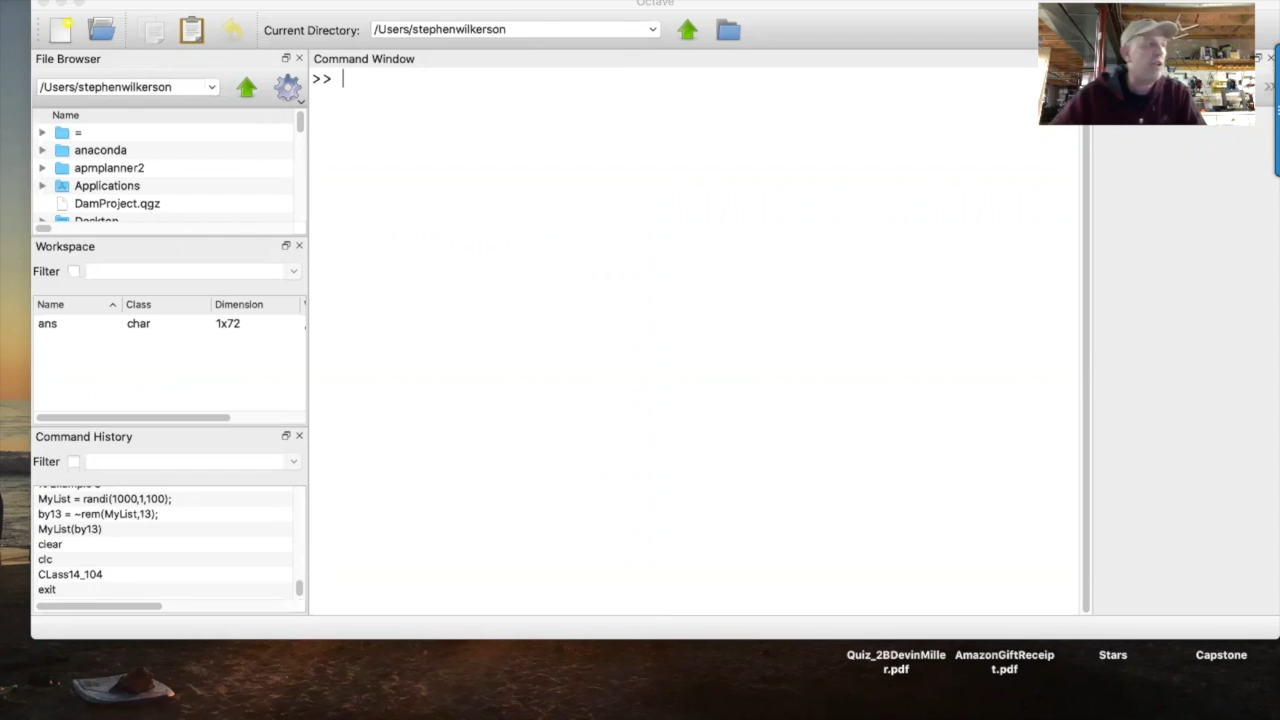 Octave
Current Directory: /Users/stephenwilkerson
File Browser
Command Window
/Users/stephenwilkerson
>>
Name
=
anaconda
apmplanner2
Applications
DamProject.qgz
Desktop
Workspace
Filter
Name Class Dimension
ans char 1x72
Command History
Filter
MyList = randi(1000,1,100);
by13 = ~rem(MyList,13);
MyList(by13)
clear
clc
CLass14_104
exit
Quiz_2BDevinMille
r.pdf
AmazonGiftReceip
t.pdf
Stars
Capstone